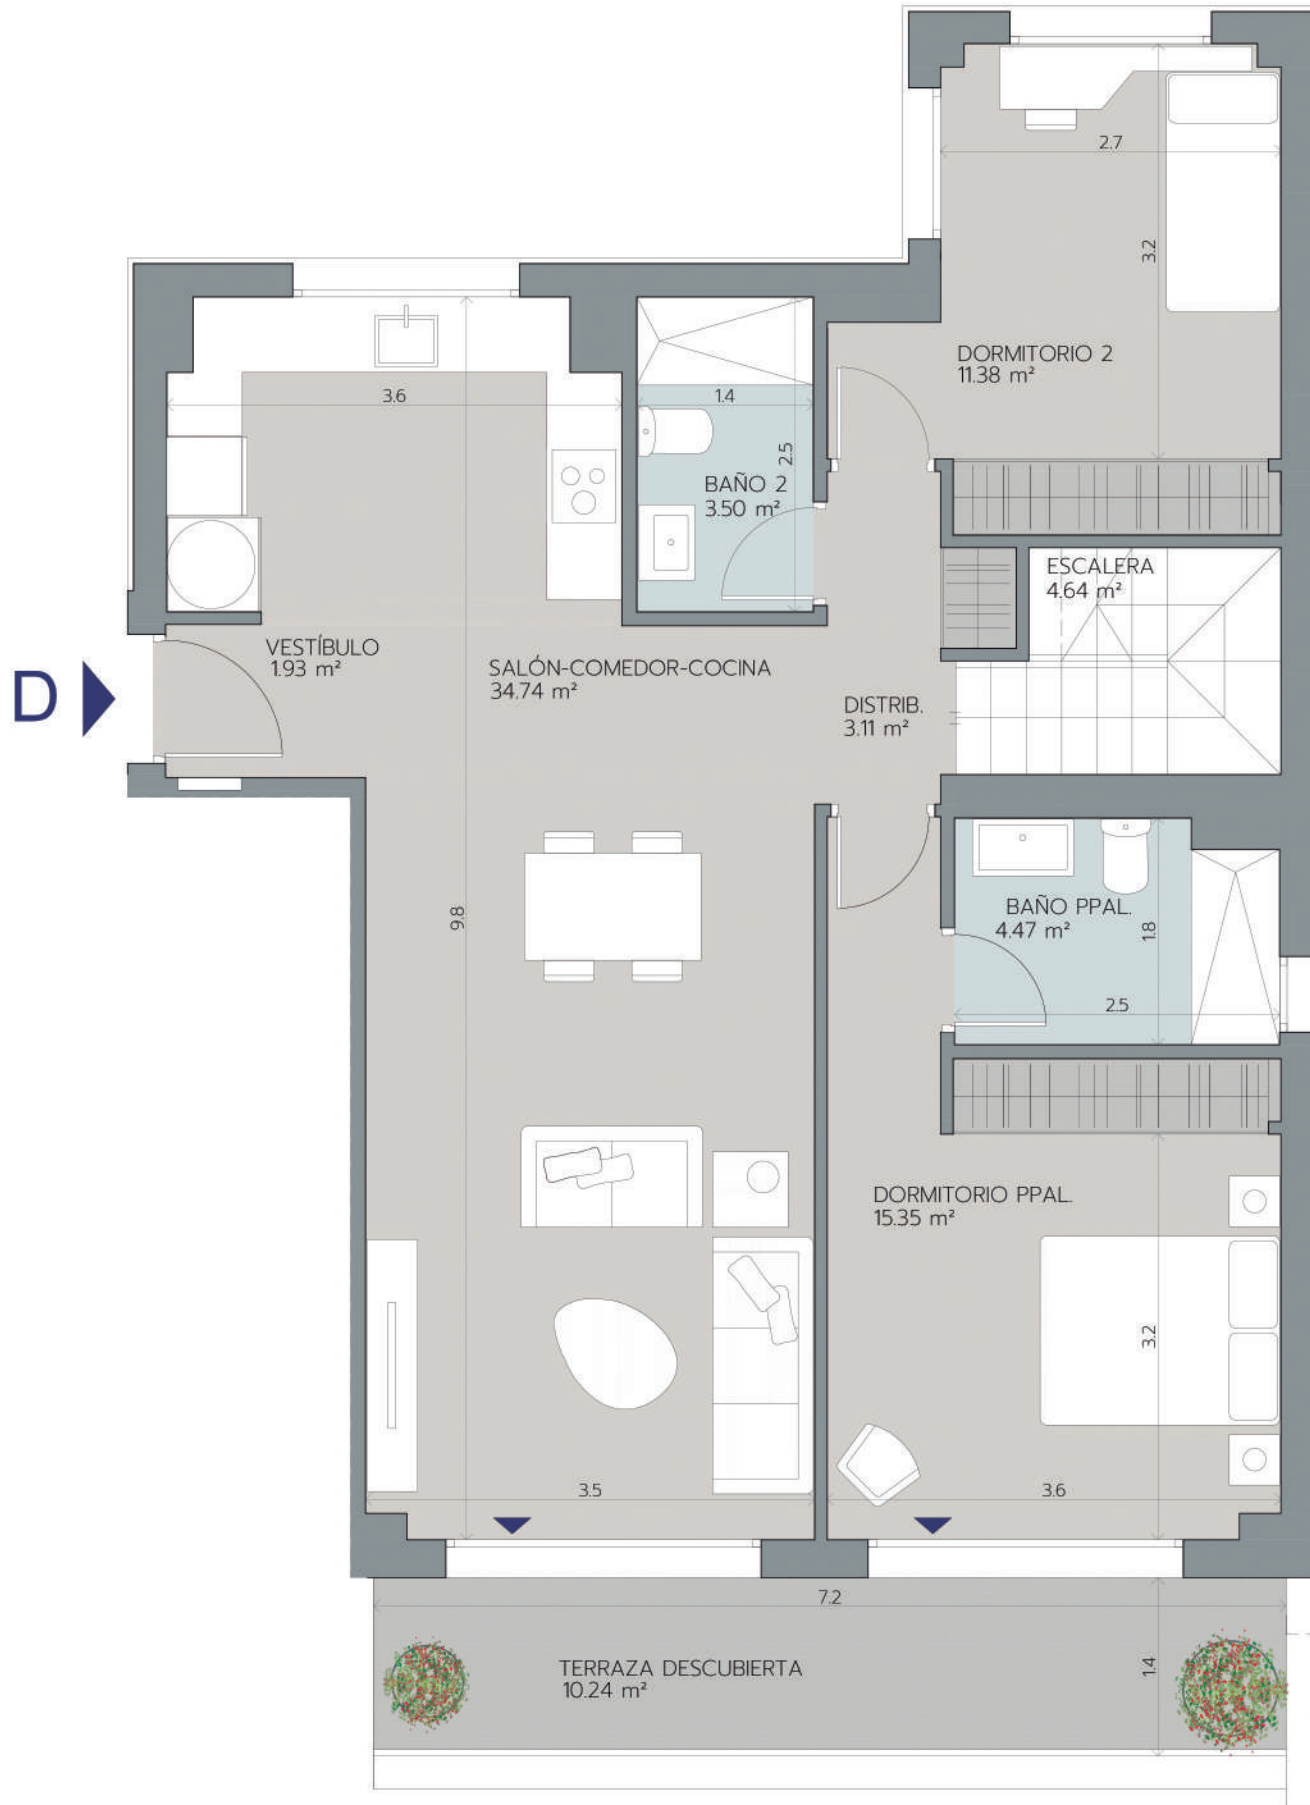 2.7
3.2
DORMITORIO 2
11.38 m²
3.6
1.4
2.5
BAÑO 2
3.50 m²
ESCALERA
4.64 m²
VESTÍBULO
1.93 m²
SALÓN-COMEDOR-COCINA
34.74 m²
D
DISTRIB.
3.11 m²
9.8
BAÑO PPAL.
4.47 m²
1.8
2.5
DORMITORIO PPAL.
15.35 m²
3.2
3.5
3.6
7.2
TERRAZA DESCUBIERTA
10.24 m²
1.4